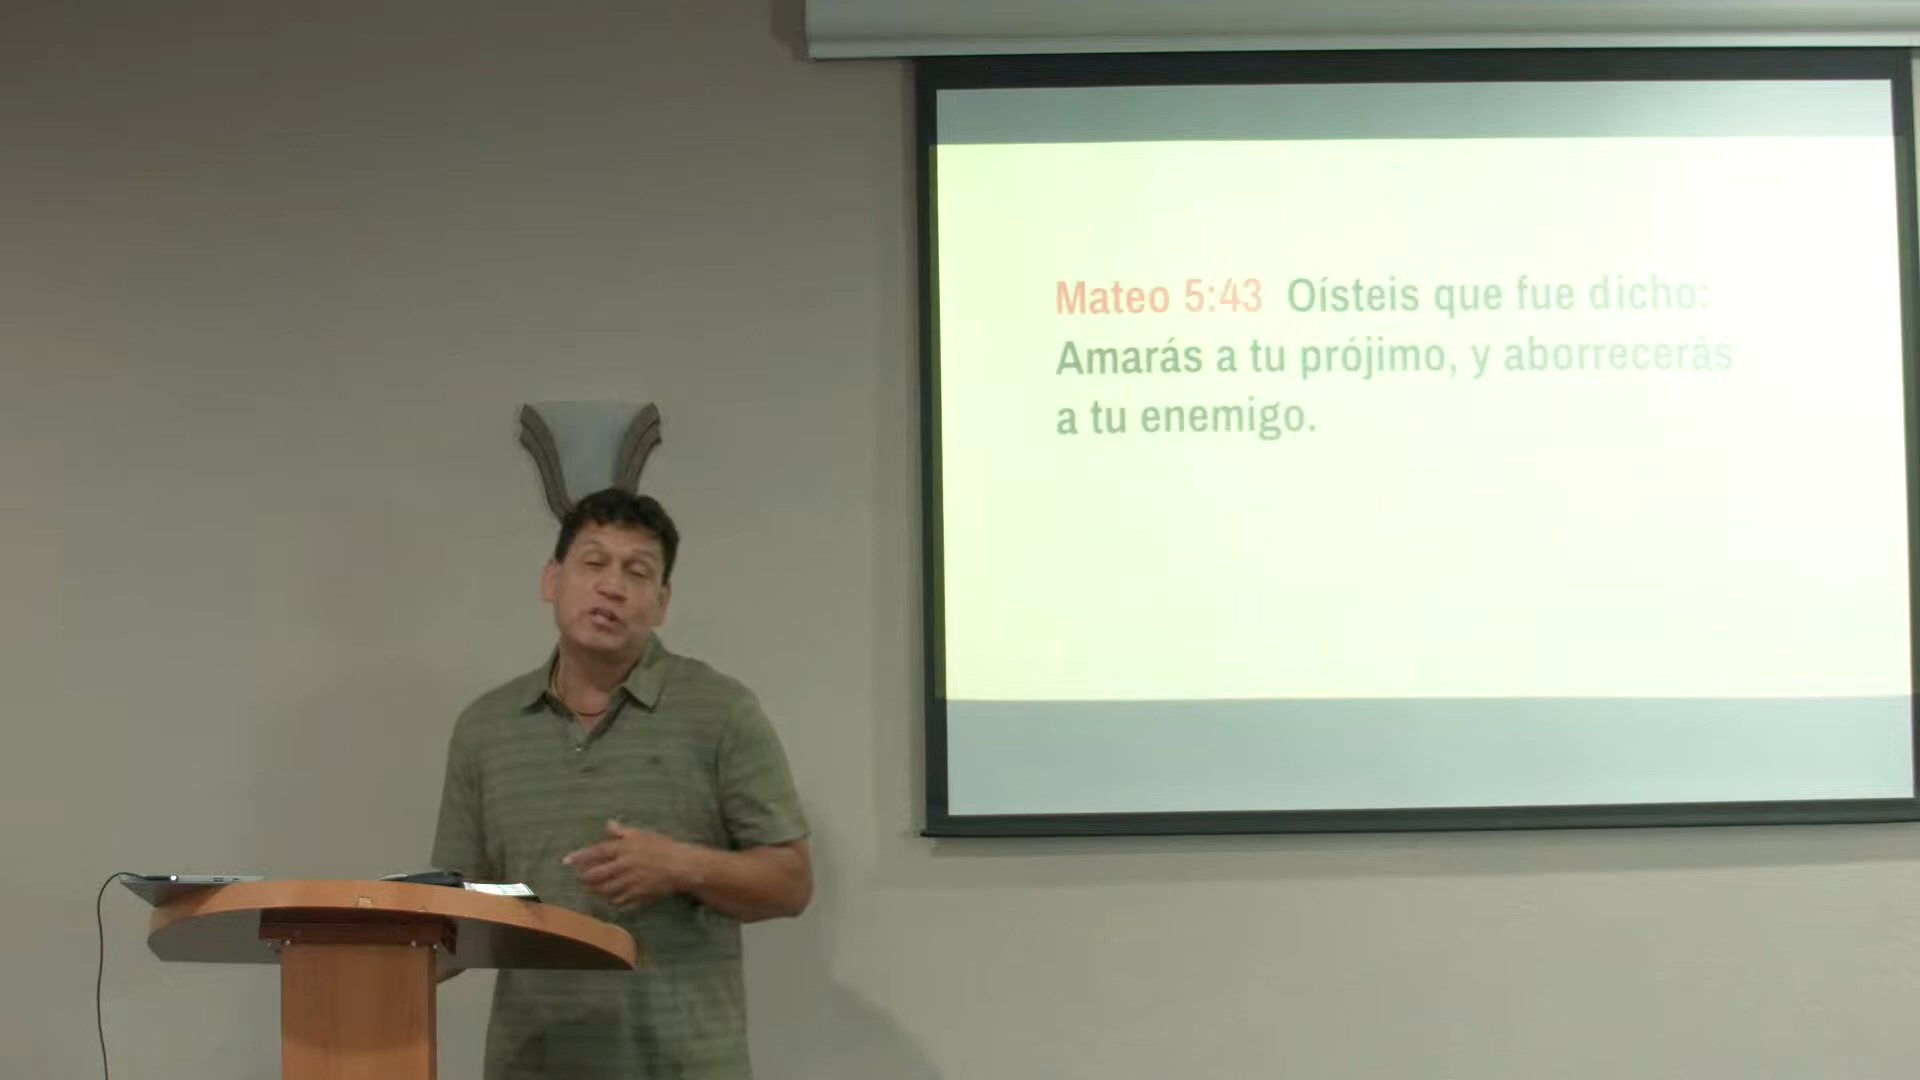 Mateo 5:43 Oísteis que fue dicho:
Amarás a tu prójimo, y aborrecerás
a tu enemigo.